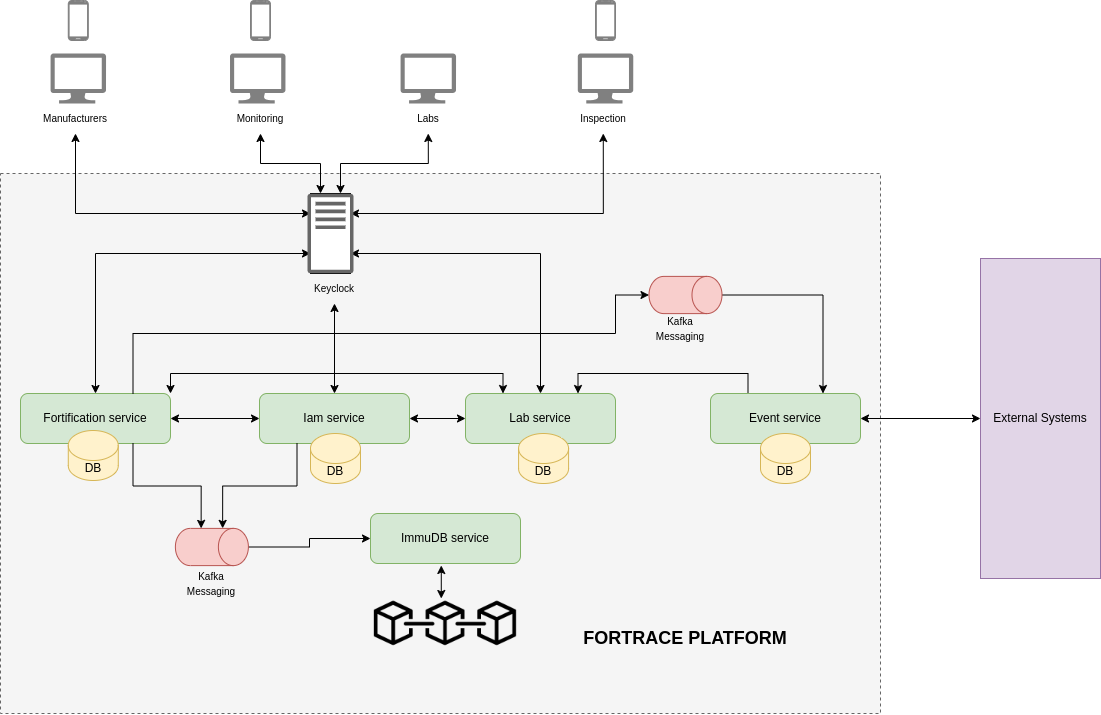 Manufacturers
Monitoring
Labs
Inspection
Keyclock
Kafka
Messaging
Fortification service
Iam service
Lab service
Event service
External Systems
DB
DB
DB
DB
ImmuDB service
Kafka
Messaging
FORTRACE PLATFORM